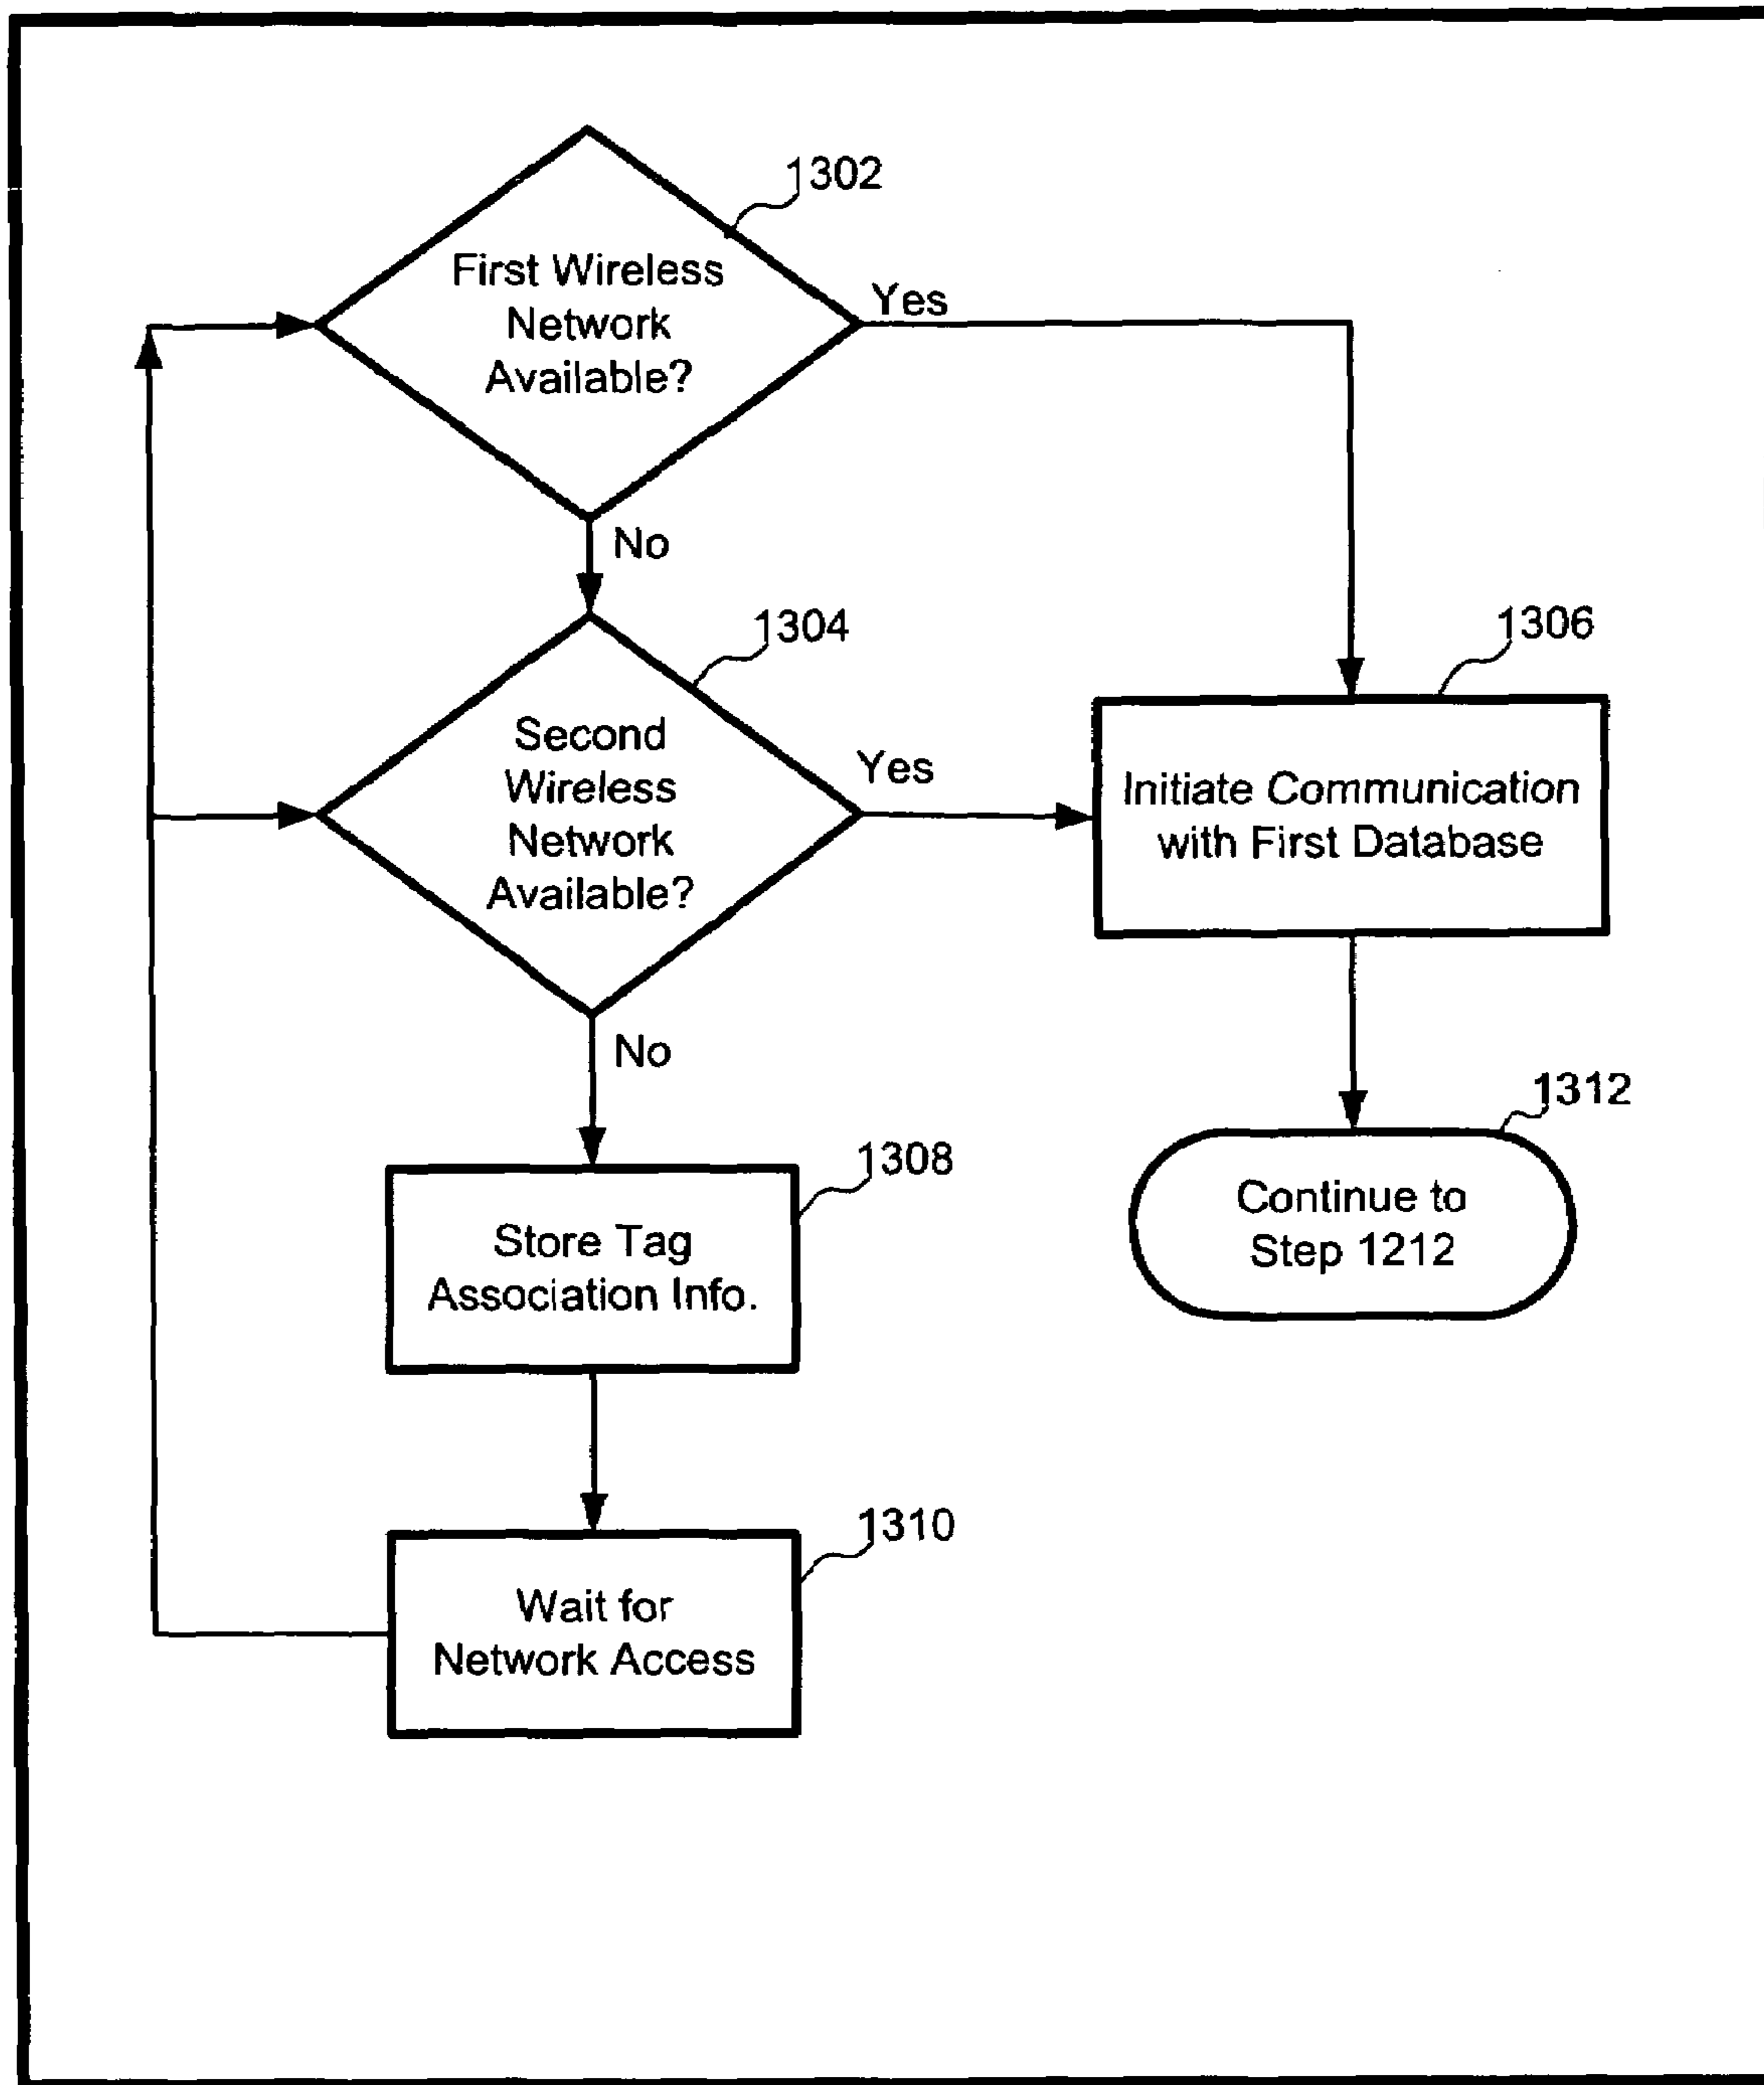 1302
First Wireless
Network
Available?
Yes
No
1304
Second
Wireless
Network
Available?
Yes
1306
Initiate Communication
with First Database
No
1308
Store Tag
Association Info.
1312
Continue to
Step 1212
1310
Wait for
Network Access